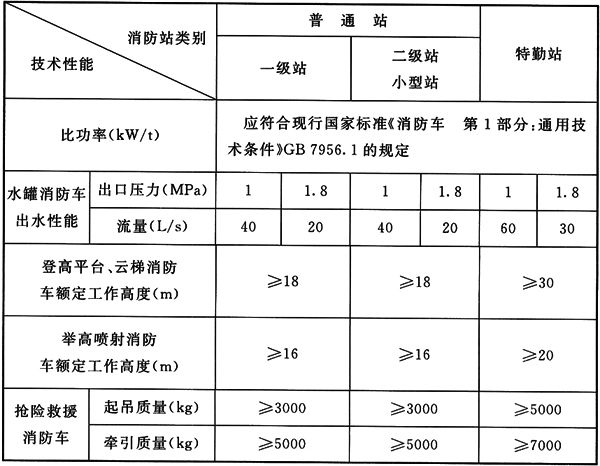 消防站类别
技术性能
普 通 站
一级站
二级站
小型站
特勤站
比功率(kW/t)
应符合现行国家标准《消防车 第1部分:通用技
术条件》GB 7956.1的规定
水罐消防车
出水性能
出口压力(MPa) 1 1.8 1 1.8 1 1.8
流量(L/s) 40 20 40 20 60 30
登高平台、云梯消防
车额定工作高度(m)
≥18 ≥18 ≥30
举高喷射消防
车额定工作高度(m)
≥16 ≥16 ≥20
抢险救援
消防车
起吊质量(kg) ≥3000 ≥3000 ≥5000
牵引质量(kg) ≥5000 ≥5000 ≥7000